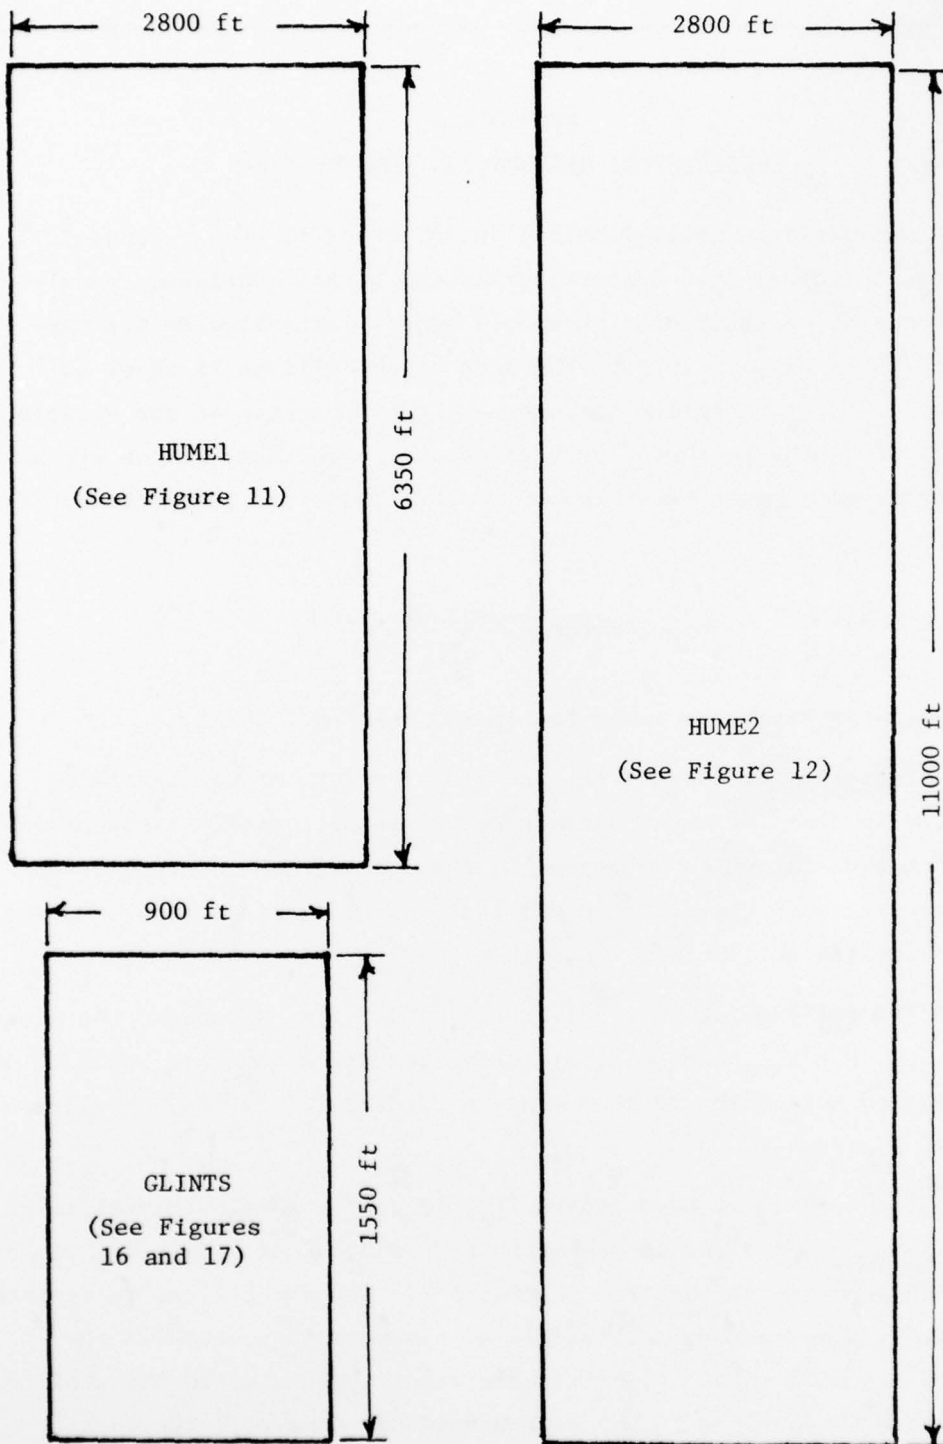 2800 ft
2800 ft
HUME1
(See Figure 11)
6350 ft
HUME2
(See Figure 12)
11000 ft
900 ft
GLINTS
(See Figures
16 and 17)
1550 ft